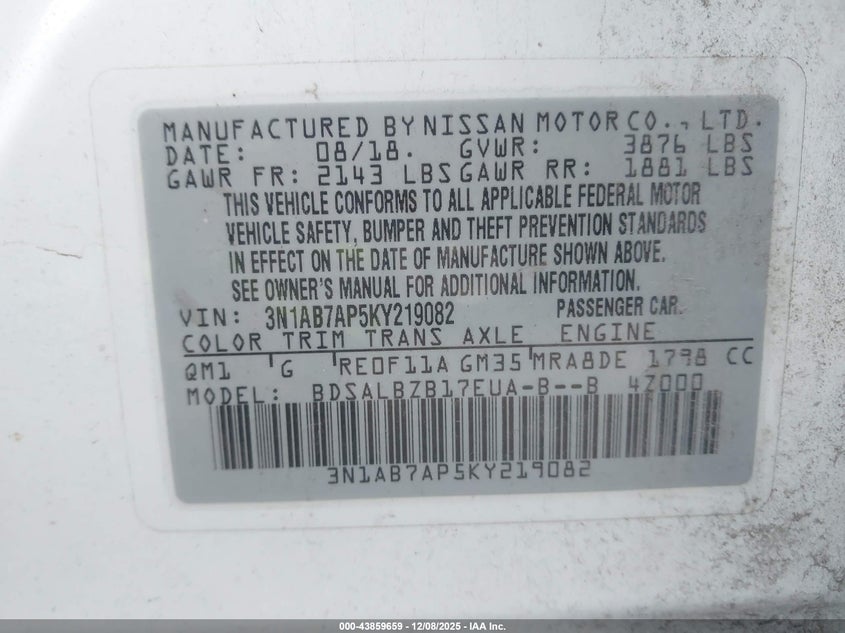 MANUFACTURED BY NISSAN MOTOR CO., LTD.
DATE: 08/18. GVWR: 3876 LBS
GAWR FR: 2143 LBS GAWR RR: 1881 LBS
THIS VEHICLE CONFORMS TO ALL APPLICABLE FEDERAL MOTOR
VEHICLE SAFETY, BUMPER AND THEFT PREVENTION STANDARDS
IN EFFECT ON THE DATE OF MANUFACTURE SHOWN ABOVE.
SEE OWNER'S MANUAL FOR ADDITIONAL INFORMATION.
VIN: 3N1AB7AP5KY219082 PASSENGER CAR.
COLOR TRIM TRANS AXLE ENGINE
QM1 G RE0F11A GM35 MRA8DE 1798 CC
MODEL: BDSALBZB17EUA-B--B 4Z000
3N1AB7AP5KY219082
000-43859659 - 12/08/2025 - IAA Inc.